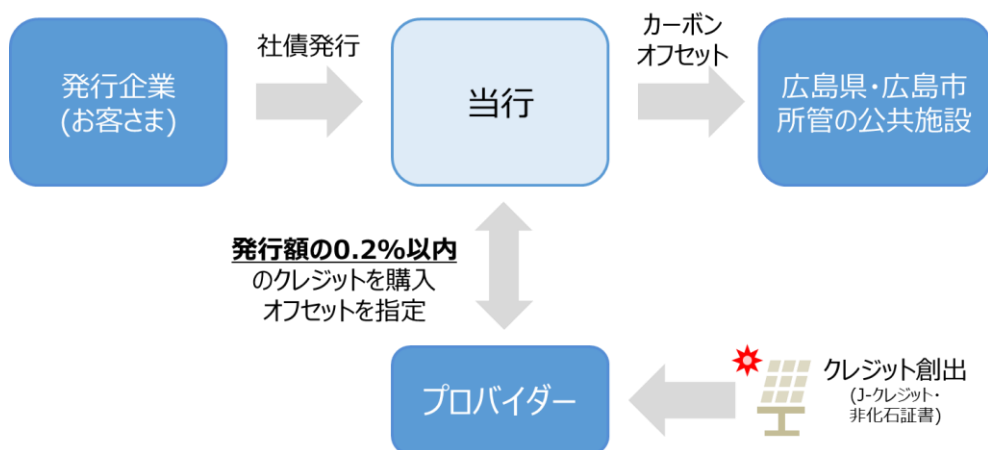 発行企業
(お客さま)
社債発行
当行
カーボン
オフセット
広島県・広島市
所管の公共施設
発行額の0.2%以内
のクレジットを購入
オフセットを指定
プロバイダー
クレジット創出
(J-クレジット・
非化石証書)